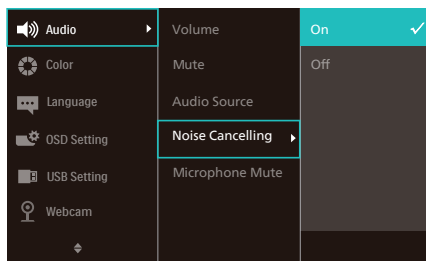 Audio
Color
Language
OSD Setting
USB Setting
Webcam
Volume
Mute
Audio Source
Noise Cancelling
Microphone Mute
On
Off